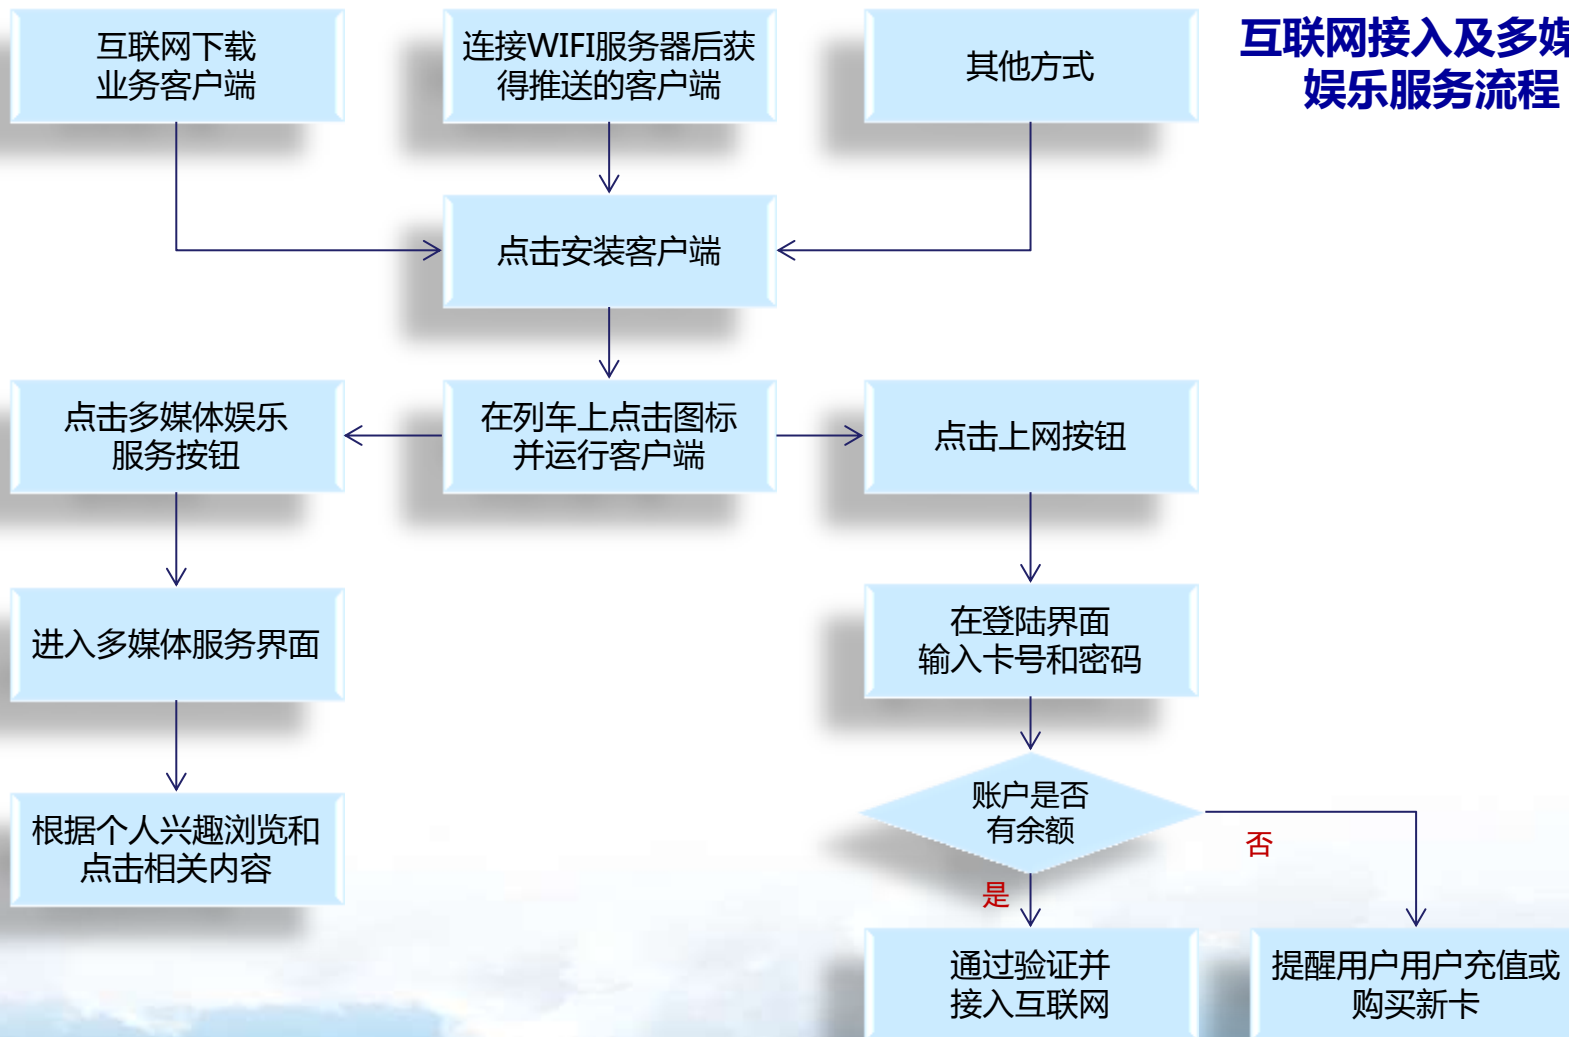 互联网下载
业务客户端
连接WIFI服务器后获
得推送的客户端
其他方式
互联网接入及多媒
娱乐服务流程
点击安装客户端
点击多媒体娱乐
服务按钮
在列车上点击图标
并运行客户端
点击上网按钮
进入多媒体服务界面
在登陆界面
输入卡号和密码
根据个人兴趣浏览和
点击相关内容
账户是否
有余额
否
是
通过验证并
接入互联网
提醒用户用户充值或
购买新卡